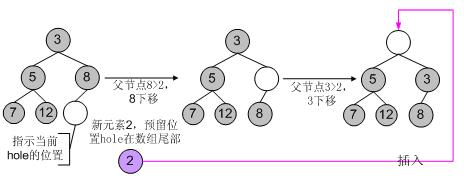 3
5
8
7
12
指示当前
hole的位置
父节点8>2,
8下移
新元素2，预留位
置hole在数组尾部
2
3
5
7
12
8
父节点3>2,
3下移
5
3
7
12
8
插入